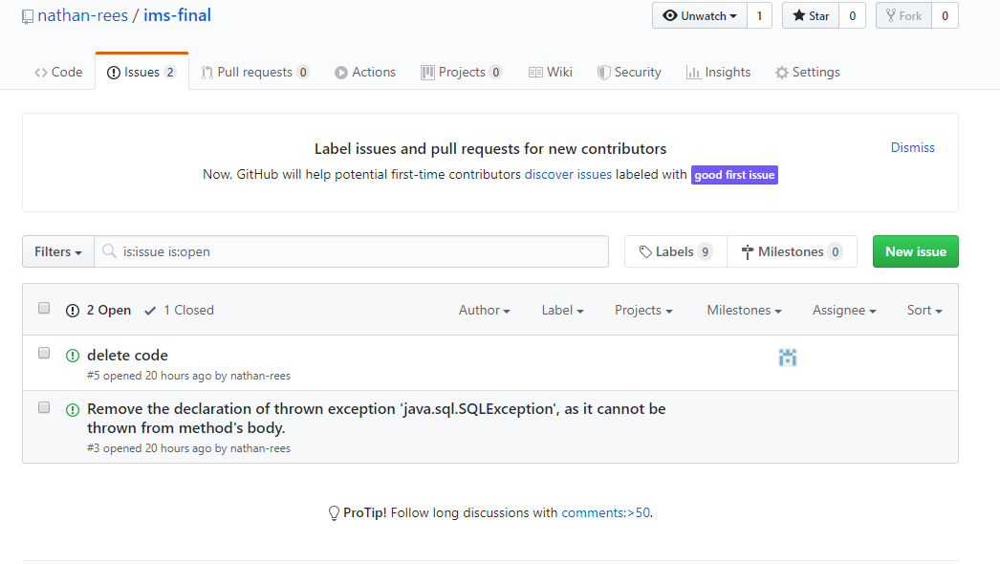 nathan-rees / ims-final
Unwatch 1 Star 0 Fork 0
Code Issues 2 Pull requests 0 Actions Projects 0 Wiki Security Insights Settings
Label issues and pull requests for new contributors
Dismiss
Now, GitHub will help potential first-time contributors discover issues labeled with good first issue
Filters is:issue is:open Labels 9 Milestones 0 New issue
2 Open 1 Closed Author Label Projects Milestones Assignee Sort
delete code
#5 opened 20 hours ago by nathan-rees
Remove the declaration of thrown exception 'java.sql.SQLException', as it cannot be
thrown from method's body.
#3 opened 20 hours ago by nathan-rees
ProTip! Follow long discussions with comments:>50.